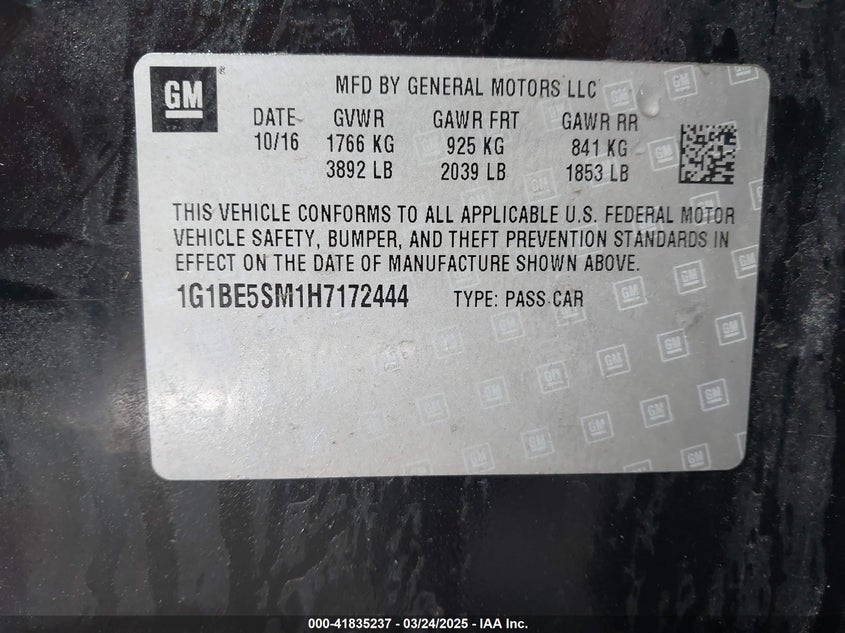 GM
MFD BY GENERAL MOTORS LLC
DATE GVWR GAWR FRT GAWR RR
10/16 1766 KG 925 KG 841 KG
3892 LB 2039 LB 1853 LB
THIS VEHICLE CONFORMS TO ALL APPLICABLE U.S. FEDERAL MOTOR
VEHICLE SAFETY, BUMPER, AND THEFT PREVENTION STANDARDS IN
EFFECT ON THE DATE OF MANUFACTURE SHOWN ABOVE.
1G1BE5SM1H7172444 TYPE: PASS CAR
000-41835237 - 03/24/2025 - IAA Inc.